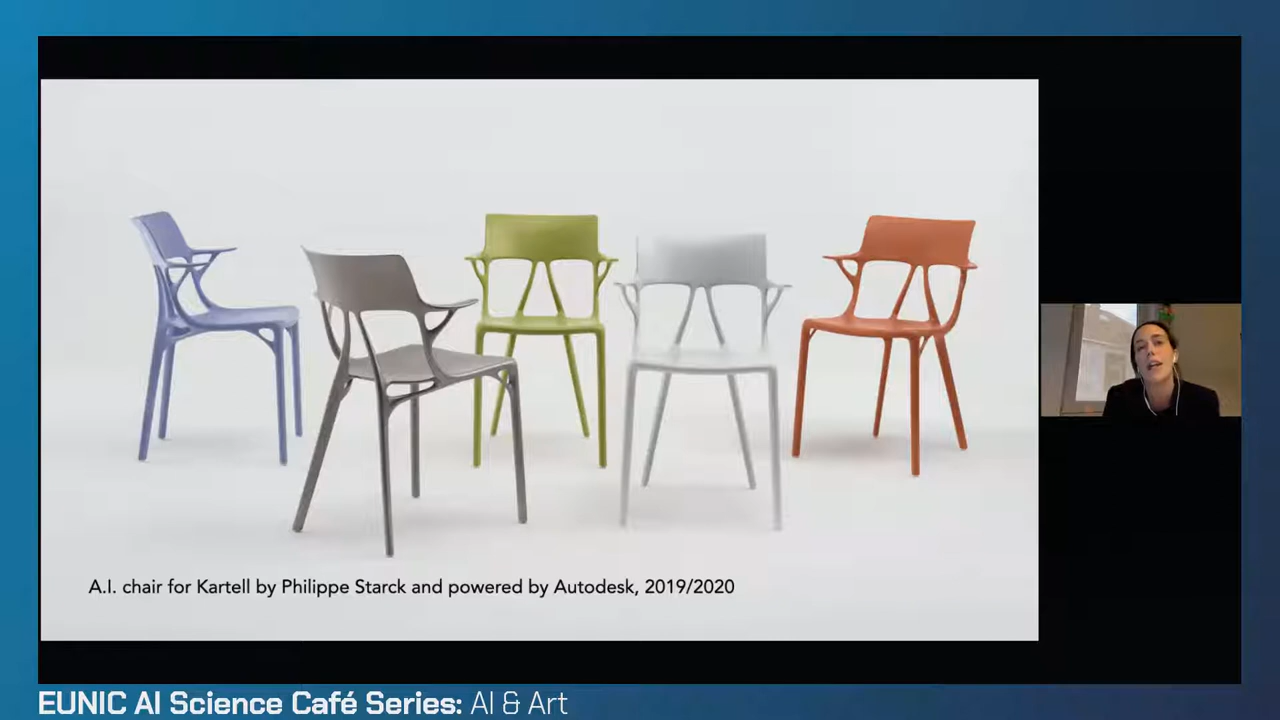 A.I. chair for Kartell by Philippe Starck and powered by Autodesk, 2019/2020
EUNIC AI Science Café Series: AI & Art